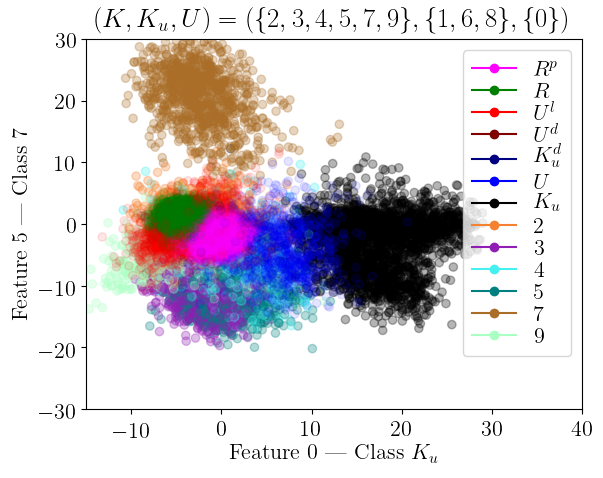 (K, K_u, U) = ({2, 3, 4, 5, 7, 9}, {1, 6, 8}, {0})
Feature 5 — Class 7
30
20
10
0
−10
−20
−30
R^p
R
U^l
U^d
K_u^d
U
K_u
2
3
4
5
7
9
−10 0 10 20 30 40
Feature 0 — Class K_u